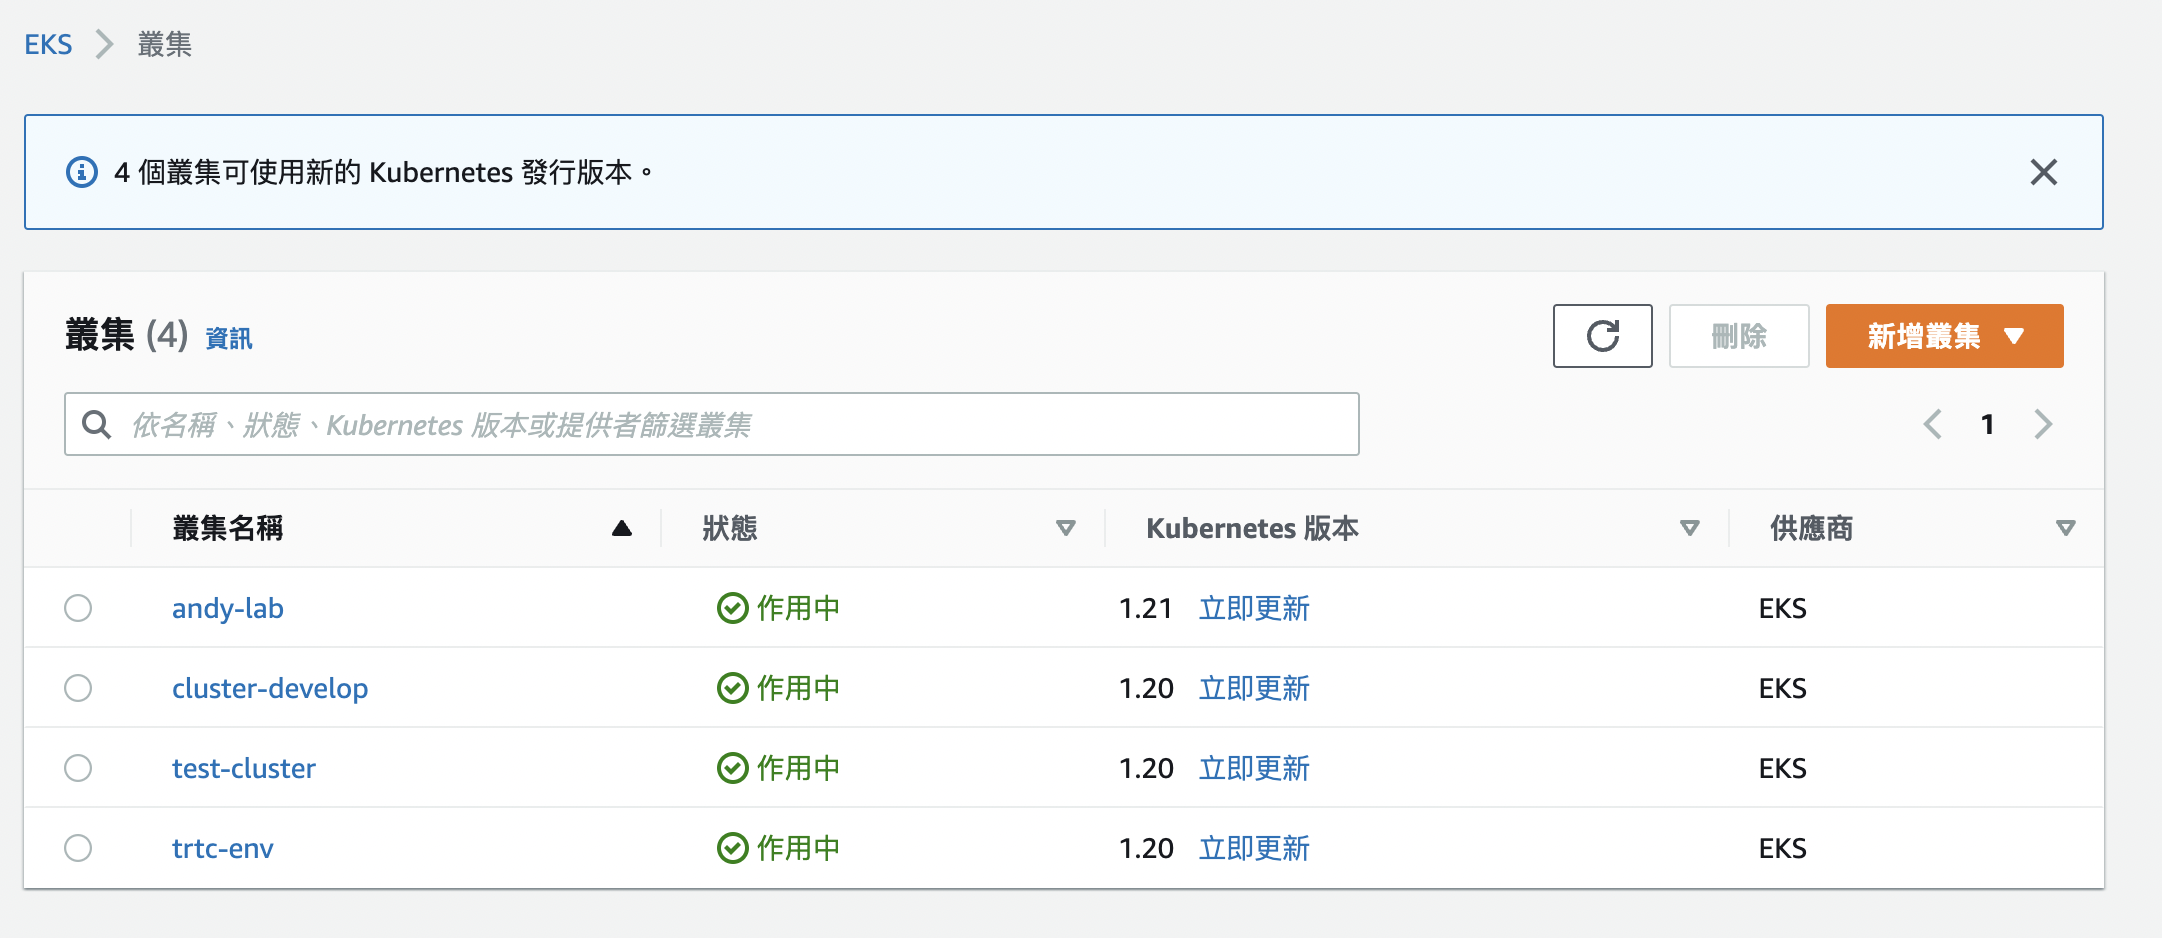 EKS 叢集
4 個叢集可使用新的 Kubernetes 發行版本。
叢集 (4) 資訊
刪除
新增叢集
依名稱、狀態、Kubernetes 版本或提供者篩選叢集
1
叢集名稱 狀態 Kubernetes 版本 供應商
andy-lab 作用中 1.21 立即更新 EKS
cluster-develop 作用中 1.20 立即更新 EKS
test-cluster 作用中 1.20 立即更新 EKS
trtc-env 作用中 1.20 立即更新 EKS